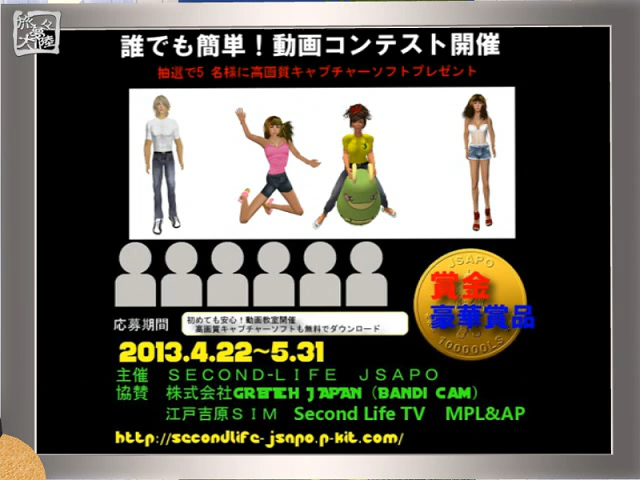 旅々
夢
大陸
誰でも簡単！動画コンテスト開催
抽選で5 名様に高画質キャプチャーソフトプレゼント
JSAPO
賞金
豪華賞品
100000L$
応募期間
初めても安心！動画教室開催
高画質キャプチャーソフトも無料でダウンロード
2013.4.22~5.31
主催 ＳＥＣＯＮＤ-ＬＩＦＥ ＪＳＡＰＯ
協賛 株式会社GRETECH JAPAN（BANDI CAM）
江戸吉原ＳＩＭ Second Life TV MPL&AP
http://secondlife-jsapo.p-kit.com/